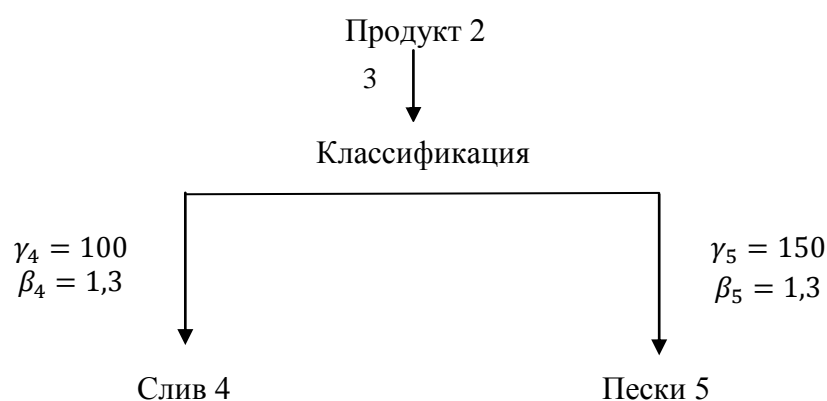 Продукт 2
3
Классификация
γ₄ = 100
β₄ = 1,3
γ₅ = 150
β₅ = 1,3
Слив 4
Пески 5